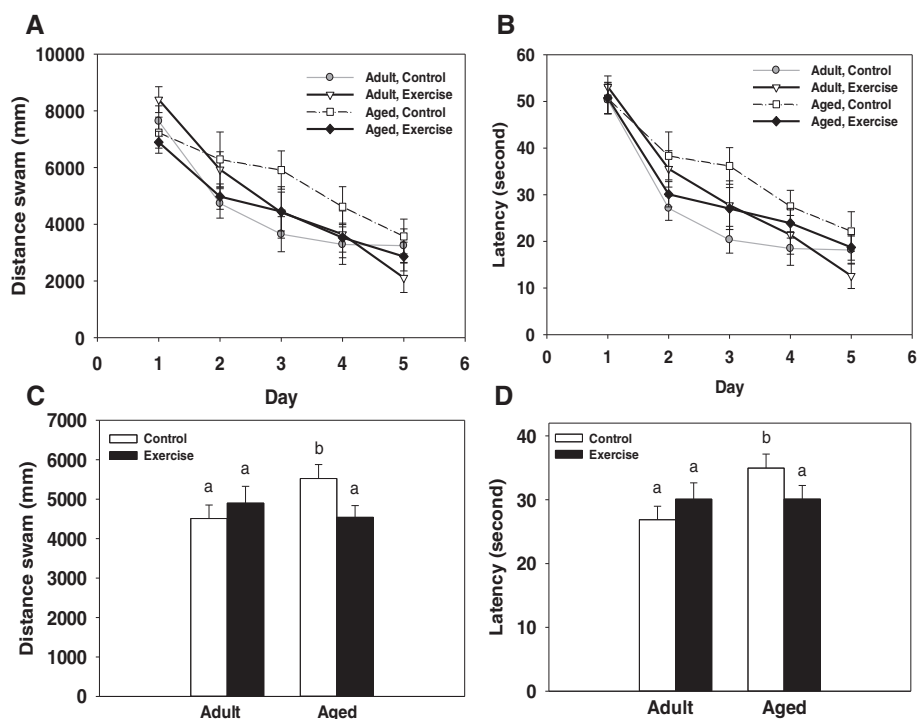 A
Distance swam (mm)
10000
8000
6000
4000
2000
0
Adult, Control
Adult, Exercise
Aged, Control
Aged, Exercise
0 1 2 3 4 5 6
Day
B
Latency (second)
60
50
40
30
20
10
0
Adult, Control
Adult, Exercise
Aged, Control
Aged, Exercise
0 1 2 3 4 5 6
Day
C
Distance swam (mm)
7000
6000
5000
4000
3000
2000
1000
0
Control
Exercise
a a b a
Adult Aged
D
Latency (second)
40
30
20
10
0
Control
Exercise
a a b a
Adult Aged